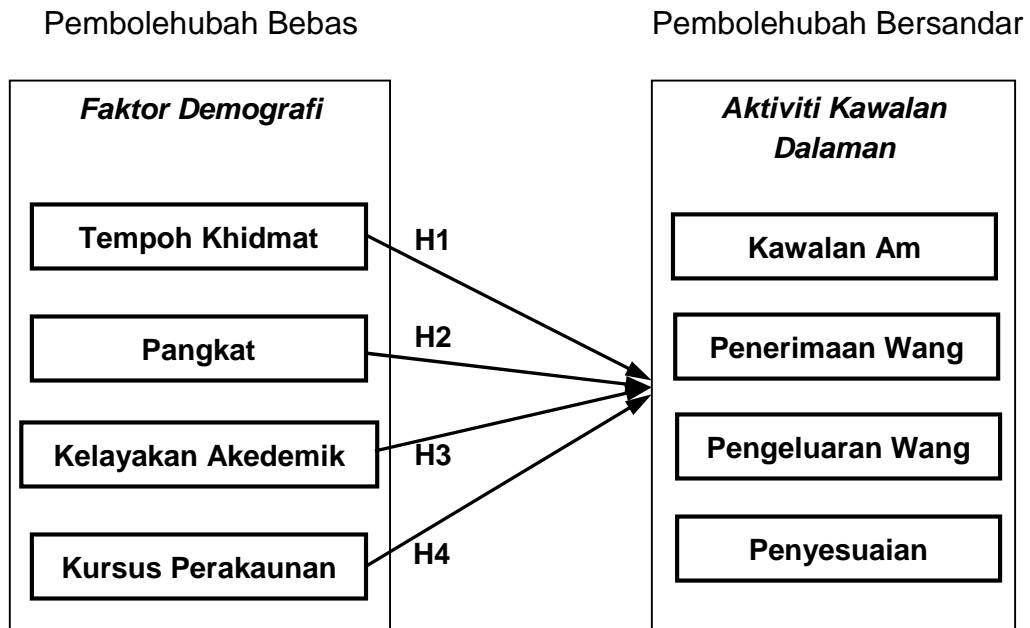 Pembolehubah Bebas
Pembolehubah Bersandar
Faktor Demografi
Tempoh Khidmat
Pangkat
Kelayakan Akedemik
Kursus Perakaunan
H1
H2
H3
H4
Aktiviti Kawalan
Dalaman
Kawalan Am
Penerimaan Wang
Pengeluaran Wang
Penyesuaian